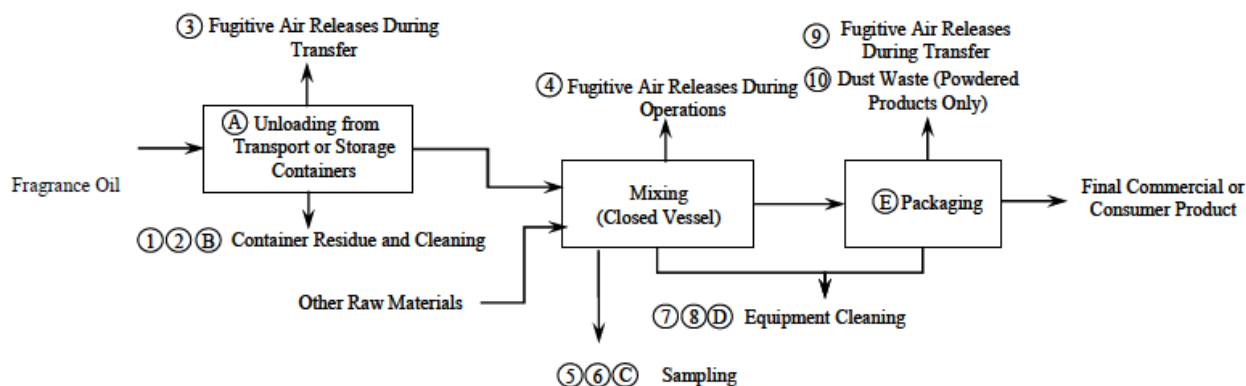 ③ Fugitive Air Releases During
Transfer
⑨ Fugitive Air Releases
During Transfer
⑩ Dust Waste (Powdered
Products Only)
④ Fugitive Air Releases During
Operations
Ⓐ Unloading from
Transport or Storage
Containers
Fragrance Oil
Mixing
(Closed Vessel)
Ⓔ Packaging
Final Commercial or
Consumer Product
①②Ⓑ Container Residue and Cleaning
Other Raw Materials
⑦⑧Ⓓ Equipment Cleaning
⑤⑥Ⓒ Sampling